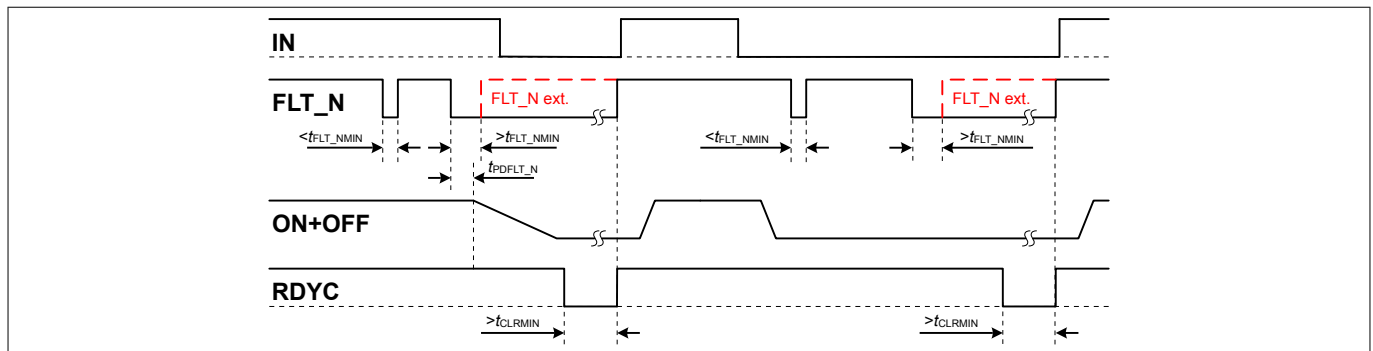 IN
FLT_N
FLT_N ext.
FLT_N ext.
<tFLT_NMIN
>tFLT_NMIN
<tFLT_NMIN
>tFLT_NMIN
tPDFLT_N
ON+OFF
RDYC
>tCLRMIN
>tCLRMIN